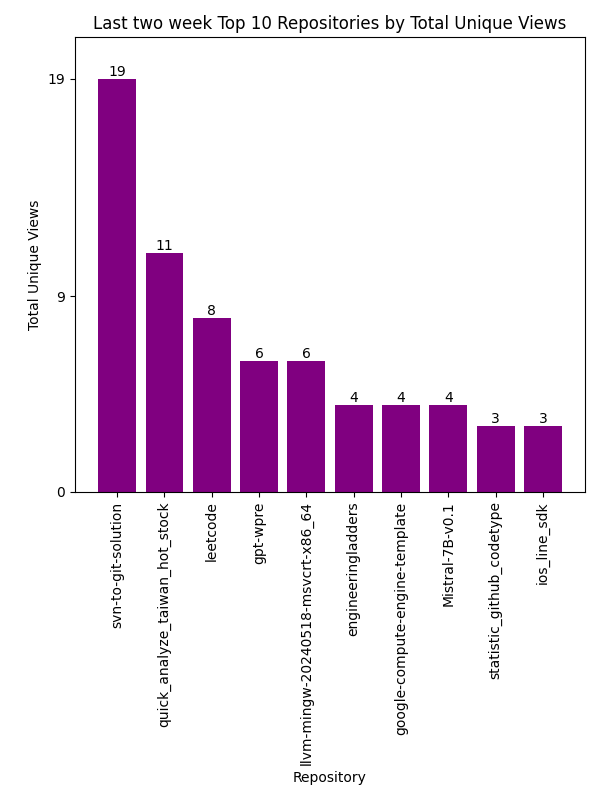 Last two week Top 10 Repositories by Total Unique Views
Total Unique Views
19
9
0
19
11
8
6
6
4
4
4
3
3
svn-to-git-solution
quick_analyze_taiwan_hot_stock
leetcode
gpt-wpre
llvm-mingw-20240518-msvcrt-x86_64
engineeringladders
google-compute-engine-template
Mistral-7B-v0.1
statistic_github_codetype
ios_line_sdk
Repository